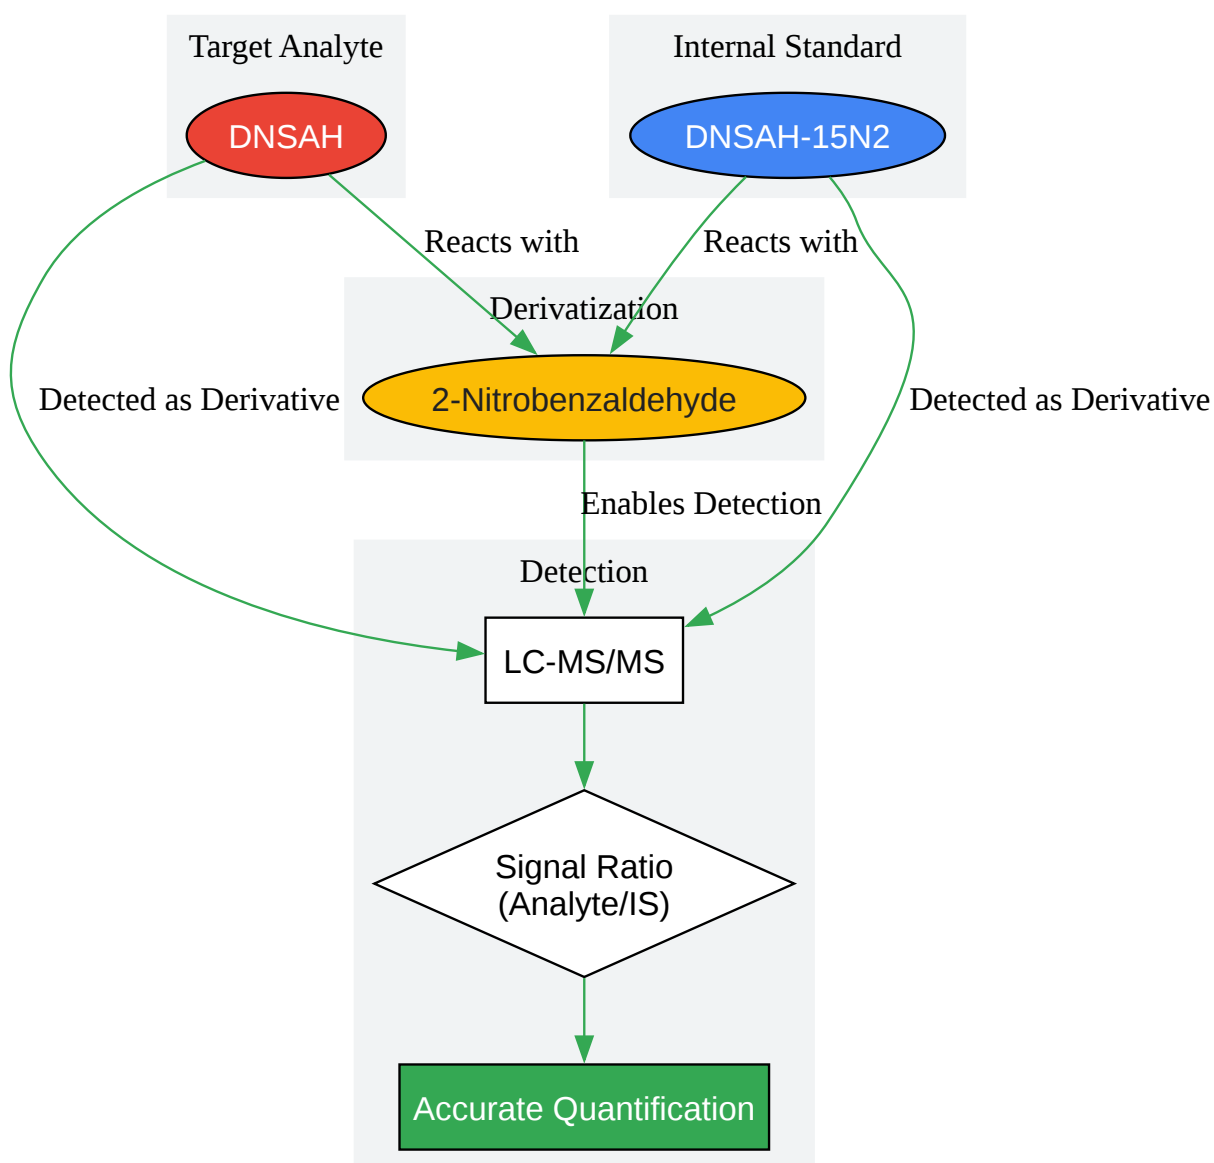 Target Analyte
Internal Standard
DNSAH
DNSAH-15N2
Reacts with
Reacts with
Derivatization
2-Nitrobenzaldehyde
Detected as Derivative
Detected as Derivative
Enables Detection
Detection
LC-MS/MS
Signal Ratio
(Analyte/IS)
Accurate Quantification